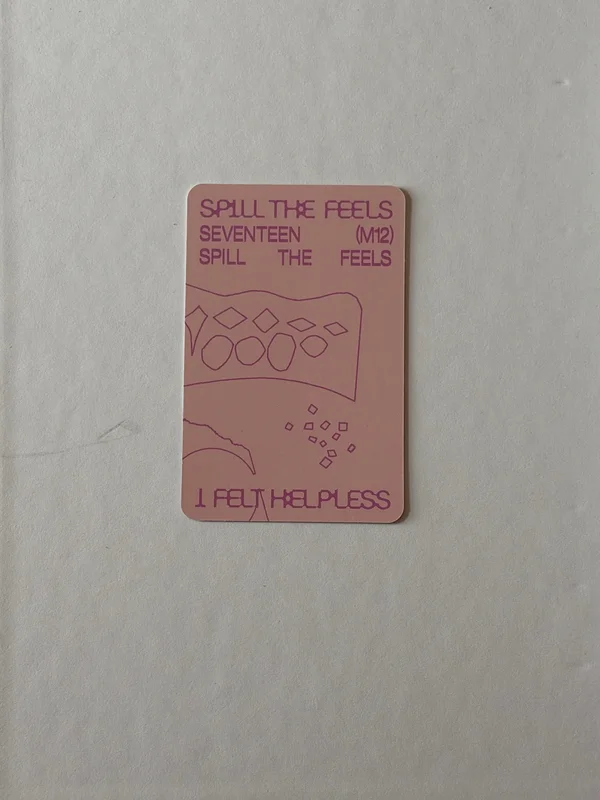 SPILL THE FEELS
SEVENTEEN (M12)
SPILL THE FEELS
I FELT HELPLESS